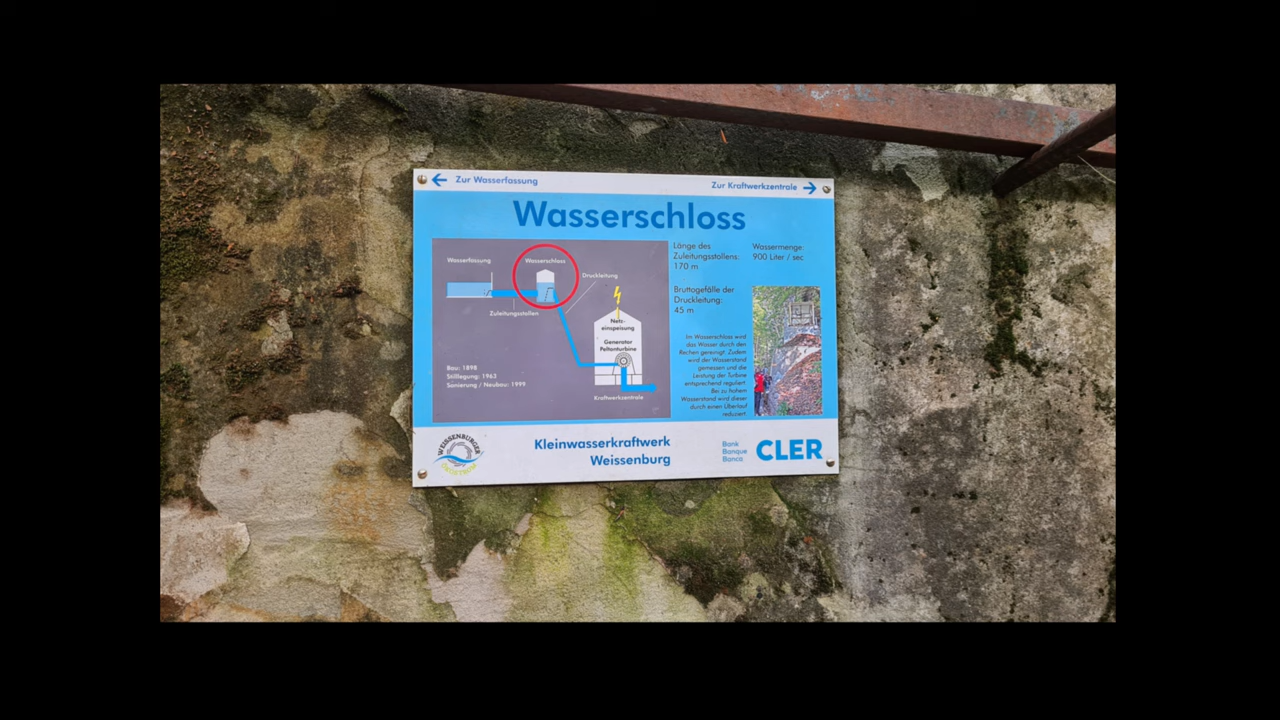 Zur Wasserfassung
Zur Kraftwerkzentrale
Wasserschloss
Wasserfassung
Wasserschloss
Druckleitung
Zuleitungsstollen
Netz-
einspeisung
Generator
Peltonturbine
Kraftwerkzentrale
Bau: 1898
Stilllegung: 1963
Sanierung / Neubau: 1999
Länge des
Zuleitungsstollens:
170 m
Wassermenge:
900 Liter / sec
Bruttogefälle der
Druckleitung:
45 m
Im Wasserschloss wird
das Wasser durch den
Rechen gereinigt. Zudem
wird der Wasserstand
gemessen und die
Leistung der Turbine
entsprechend reguliert.
Bei zu hohem
Wasserstand wird dieser
durch einen Überlauf
reduziert.
WEISSENBURGER
Kleinwasserkraftwerk
Weissenburg
Bank
Banque
Banca
CLER